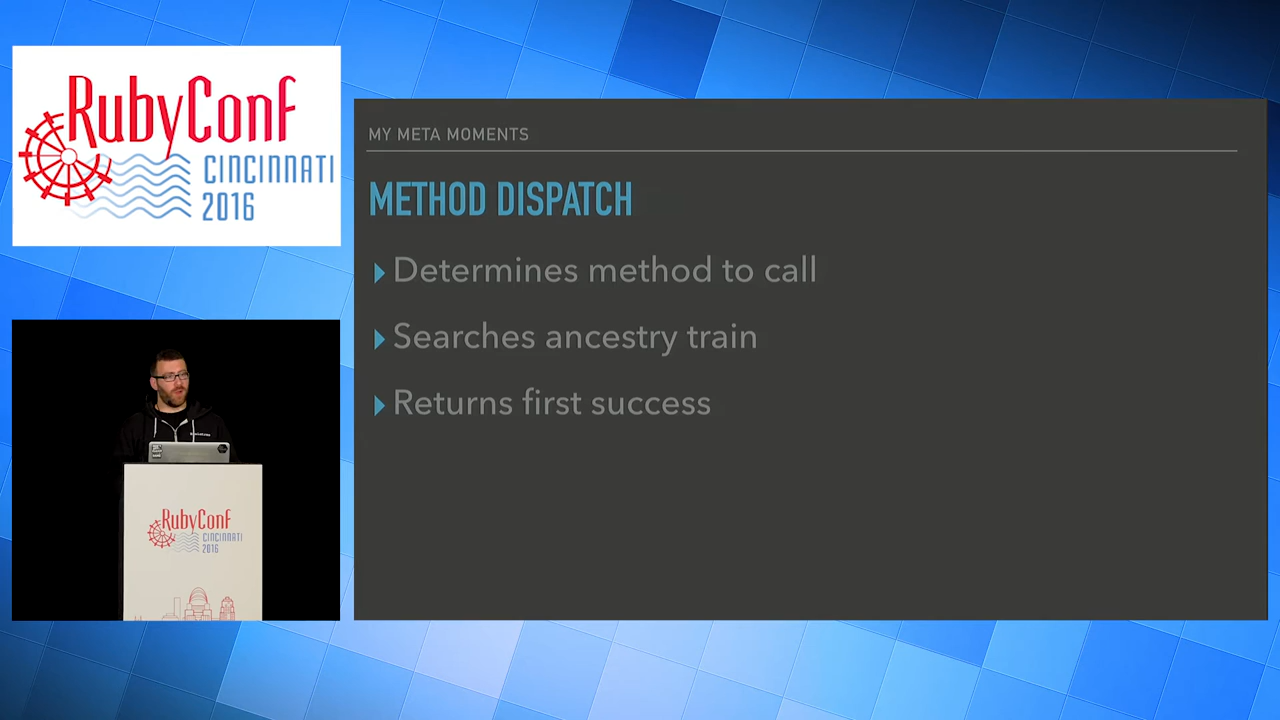 RubyConf
CINCINNATI
2016
MY META MOMENTS
METHOD DISPATCH
Determines method to call
Searches ancestry train
Returns first success
RubyConf
CINCINNATI
2016